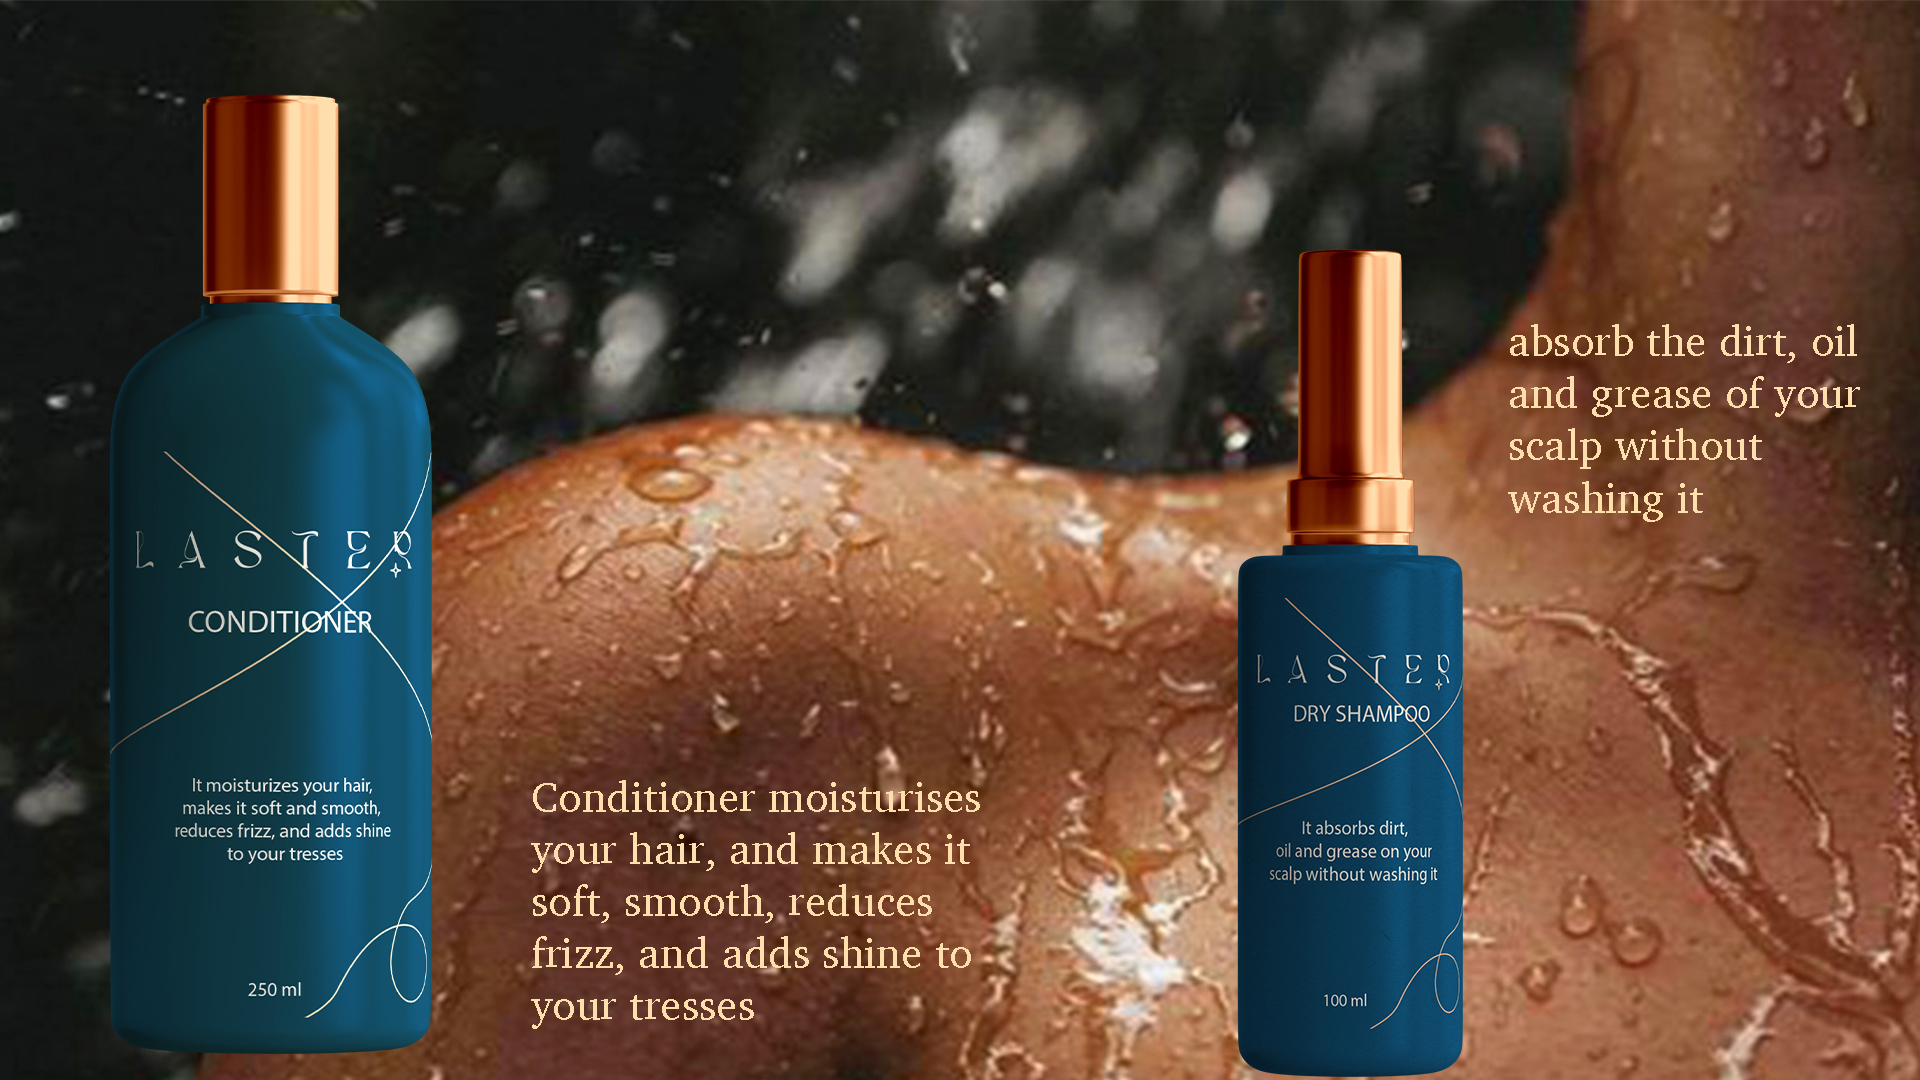 LASTER
CONDITIONER
It moisturizes your hair,
makes it soft and smooth,
reduces frizz, and adds shine
to your tresses
250 ml
Conditioner moisturises
your hair, and makes it
soft, smooth, reduces
frizz, and adds shine to
your tresses
LASTER
DRY SHAMPOO
It absorbs dirt,
oil and grease on your
scalp without washing it
100 ml
absorb the dirt, oil
and grease of your
scalp without
washing it